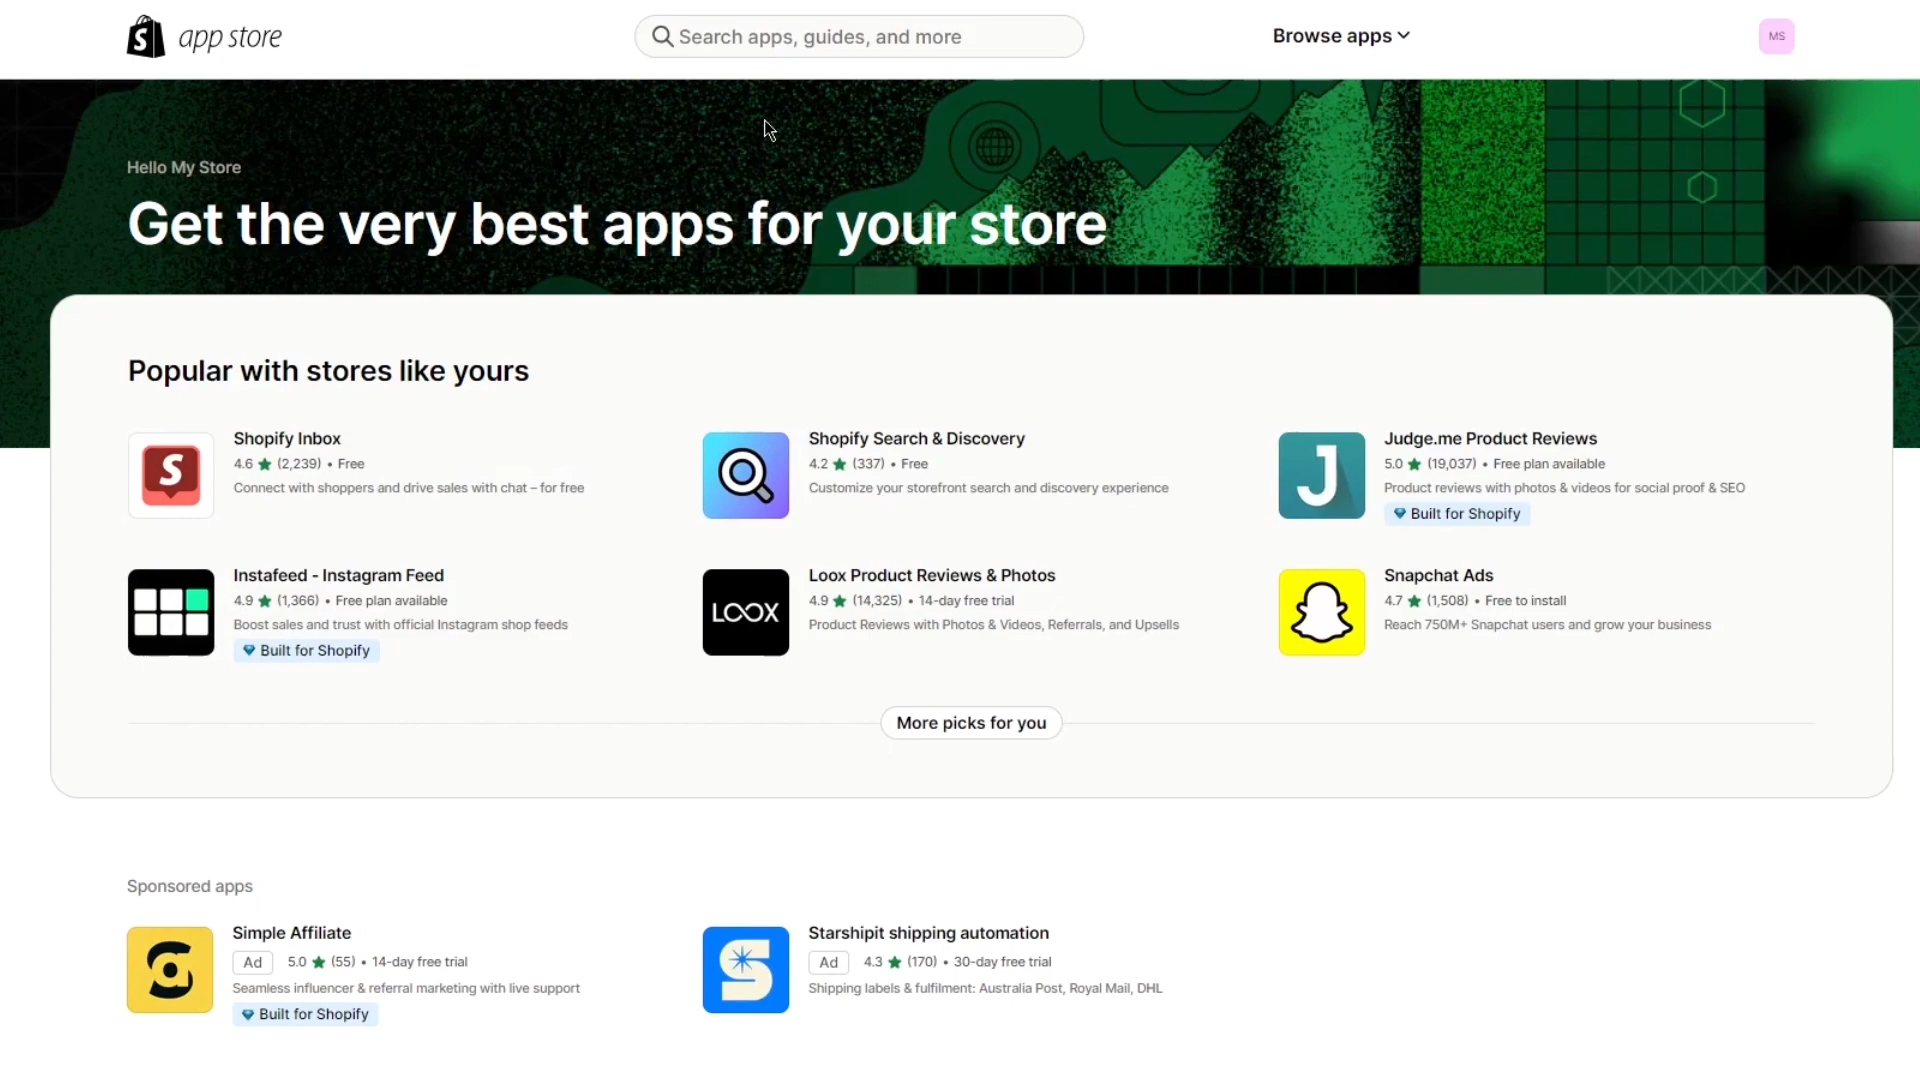 app store
Search apps, guides, and more
Browse apps
MS
Hello My Store
Get the very best apps for your store
Popular with stores like yours
Shopify Inbox
4.6 ★ (2,239) • Free
Connect with shoppers and drive sales with chat – for free
Shopify Search & Discovery
4.2 ★ (337) • Free
Customize your storefront search and discovery experience
Judge.me Product Reviews
5.0 ★ (19,037) • Free plan available
Product reviews with photos & videos for social proof & SEO
Built for Shopify
Instafeed - Instagram Feed
4.9 ★ (1,366) • Free plan available
Boost sales and trust with official Instagram shop feeds
Built for Shopify
LOOX
Loox Product Reviews & Photos
4.9 ★ (14,325) • 14-day free trial
Product Reviews with Photos & Videos, Referrals, and Upsells
Snapchat Ads
4.7 ★ (1,508) • Free to install
Reach 750M+ Snapchat users and grow your business
More picks for you
Sponsored apps
Simple Affiliate
Ad 5.0 ★ (55) • 14-day free trial
Seamless influencer & referral marketing with live support
Built for Shopify
Starshipit shipping automation
Ad 4.3 ★ (170) • 30-day free trial
Shipping labels & fulfilment: Australia Post, Royal Mail, DHL